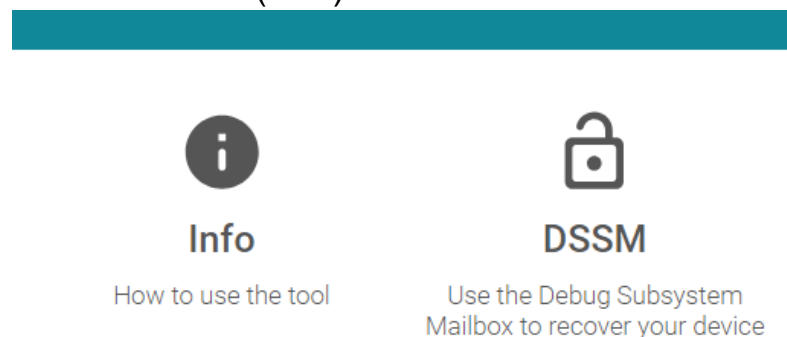 Info
DSSM
How to use the tool
Use the Debug Subsystem
Mailbox to recover your device